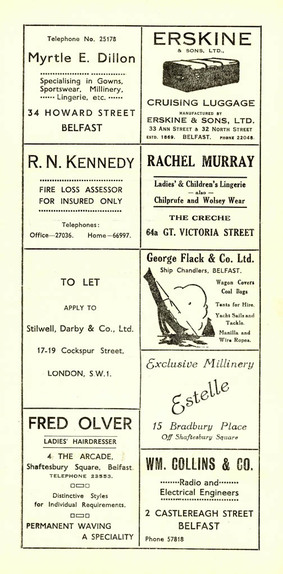 Telephone No. 25178
Myrtle E. Dillon
Specialising in Gowns,
Sportswear, Millinery,
Lingerie, etc.
34 HOWARD STREET
BELFAST
ERSKINE
& SONS, LTD.,
CRUISING LUGGAGE
MANUFACTURED BY
ERSKINE & SONS, LTD.
33 ANN STREET & 32 NORTH STREET
ESTD. 1869. BELFAST. PHONE 22048.
R. N. KENNEDY
FIRE LOSS ASSESSOR
FOR INSURED ONLY
Telephones:
Office—27036. Home—66997.
RACHEL MURRAY
Ladies' & Children's Lingerie
— also —
Chilprufe and Wolsey Wear
THE CRECHE
64a GT. VICTORIA STREET
TO LET
APPLY TO
Stilwell, Darby & Co., Ltd.
17-19 Cockspur Street,
LONDON, S.W.1.
George Flack & Co. Ltd.
Ship Chandlers, BELFAST.
Wagon Covers
Coal Bags
Tents for Hire.
Yacht Sails and
Tackle.
Manilla and
Wire Ropes.
Exclusive Millinery
Estelle
15 Bradbury Place
Off Shaftesbury Square
FRED OLVER
LADIES' HAIRDRESSER
4 THE ARCADE,
Shaftesbury Square, Belfast.
TELEPHONE 23553.
Distinctive Styles
for Individual Requirements.
PERMANENT WAVING
A SPECIALITY
WM. COLLINS & CO.
Radio and
Electrical Engineers
2 CASTLEREAGH STREET
BELFAST
Phone 57818